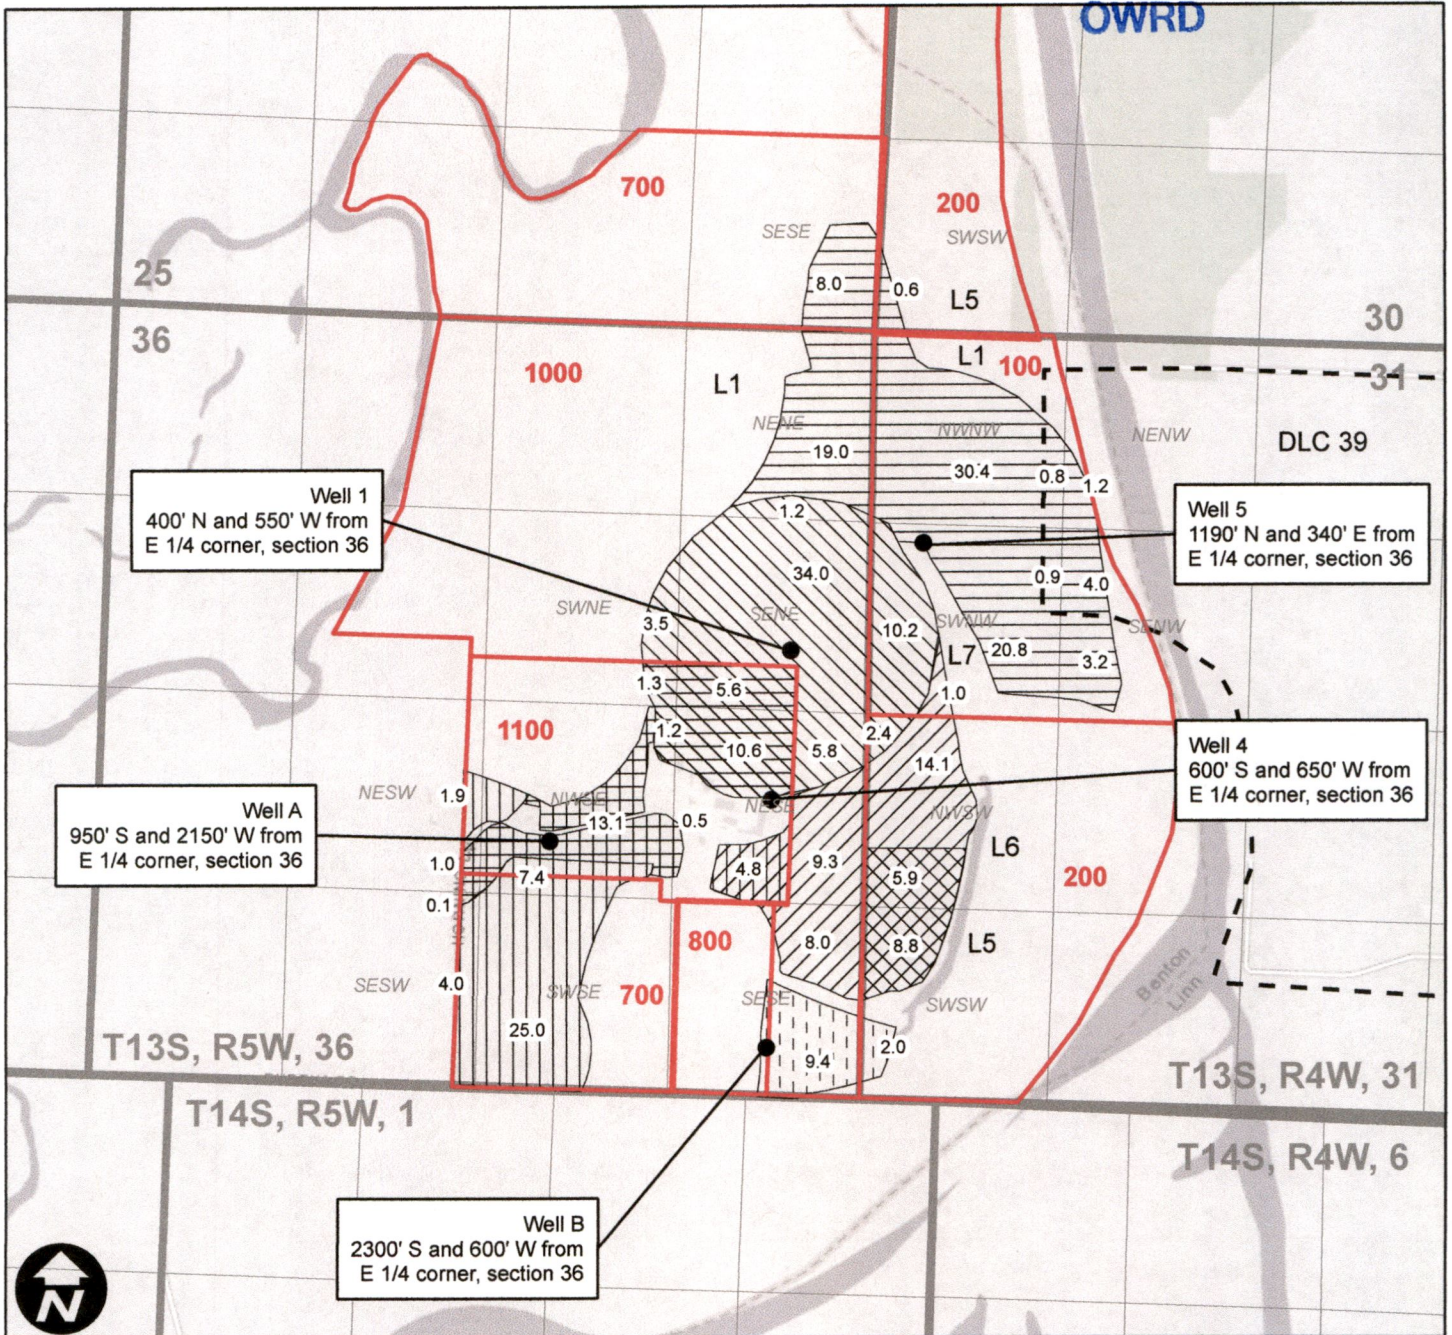 OWRD
700
200
SESE
SWSW
25
8.0
0.6
L5
30
36
L1
1000
L1
100
31
NENE
NWNW
NENW
DLC 39
19.0
30.4
0.8
1.2
Well 1
400' N and 550' W from
E 1/4 corner, section 36
1.2
Well 5
1190' N and 340' E from
E 1/4 corner, section 36
34.0
0.9
4.0
SWNE
SENE
3.5
10.2
SWNW
SENW
L7
20.8
3.2
1.3
5.6
1.0
1100
1.2
10.6
5.8
2.4
14.1
Well 4
600' S and 650' W from
E 1/4 corner, section 36
NESW
1.9
NWSE
NESE
NWSW
Well A
950' S and 2150' W from
E 1/4 corner, section 36
13.1
0.5
L6
1.0
7.4
4.8
9.3
5.9
200
0.1
800
8.0
8.8
L5
SESW
4.0
SWSE
700
SESE
SWSW
Benton
Linn
25.0
9.4
2.0
T13S, R5W, 36
T13S, R4W, 31
T14S, R5W, 1
T14S, R4W, 6
Well B
2300' S and 600' W from
E 1/4 corner, section 36
N